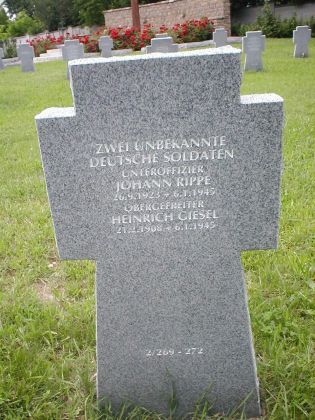 ZWEI UNBEKANNTE
DEUTSCHE SOLDATEN
UNTEROFFIZIER
JOHANN RIPPE
26.9.1923 + 6.1.1945
OBERGEFREITER
HEINRICH GIESEL
21.2.1908 + 6.1.1945
2/269 - 272